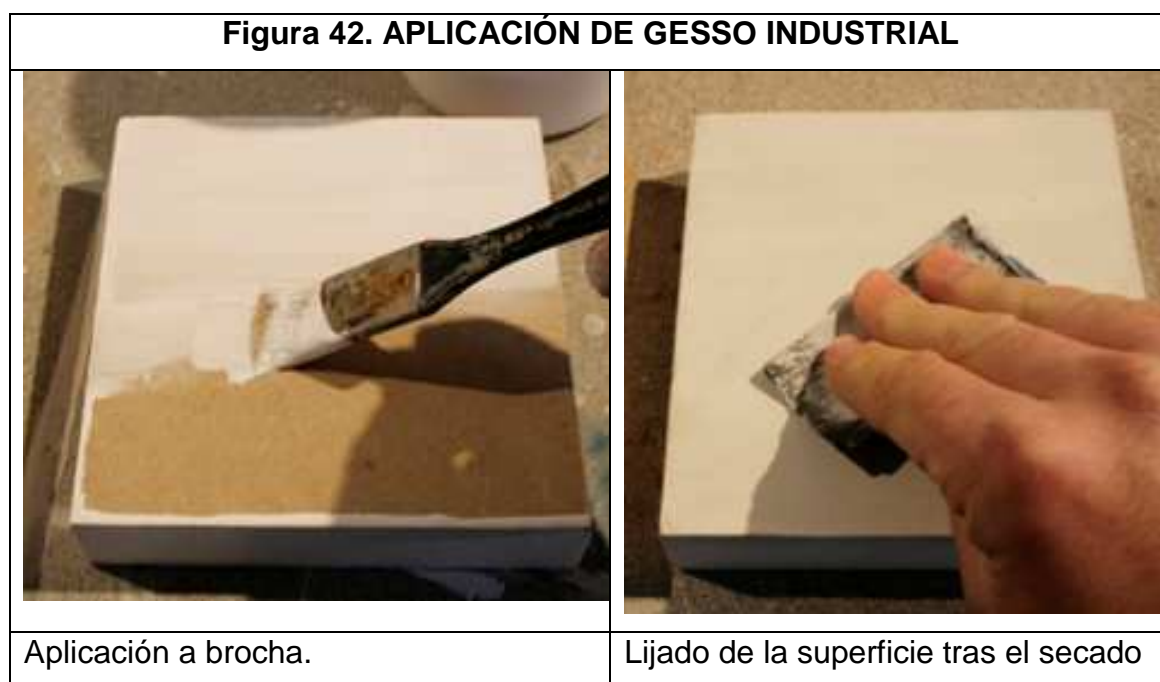 Figura 42. APLICACIÓN DE GESSO INDUSTRIAL
Aplicación a brocha.
Lijado de la superficie tras el secado